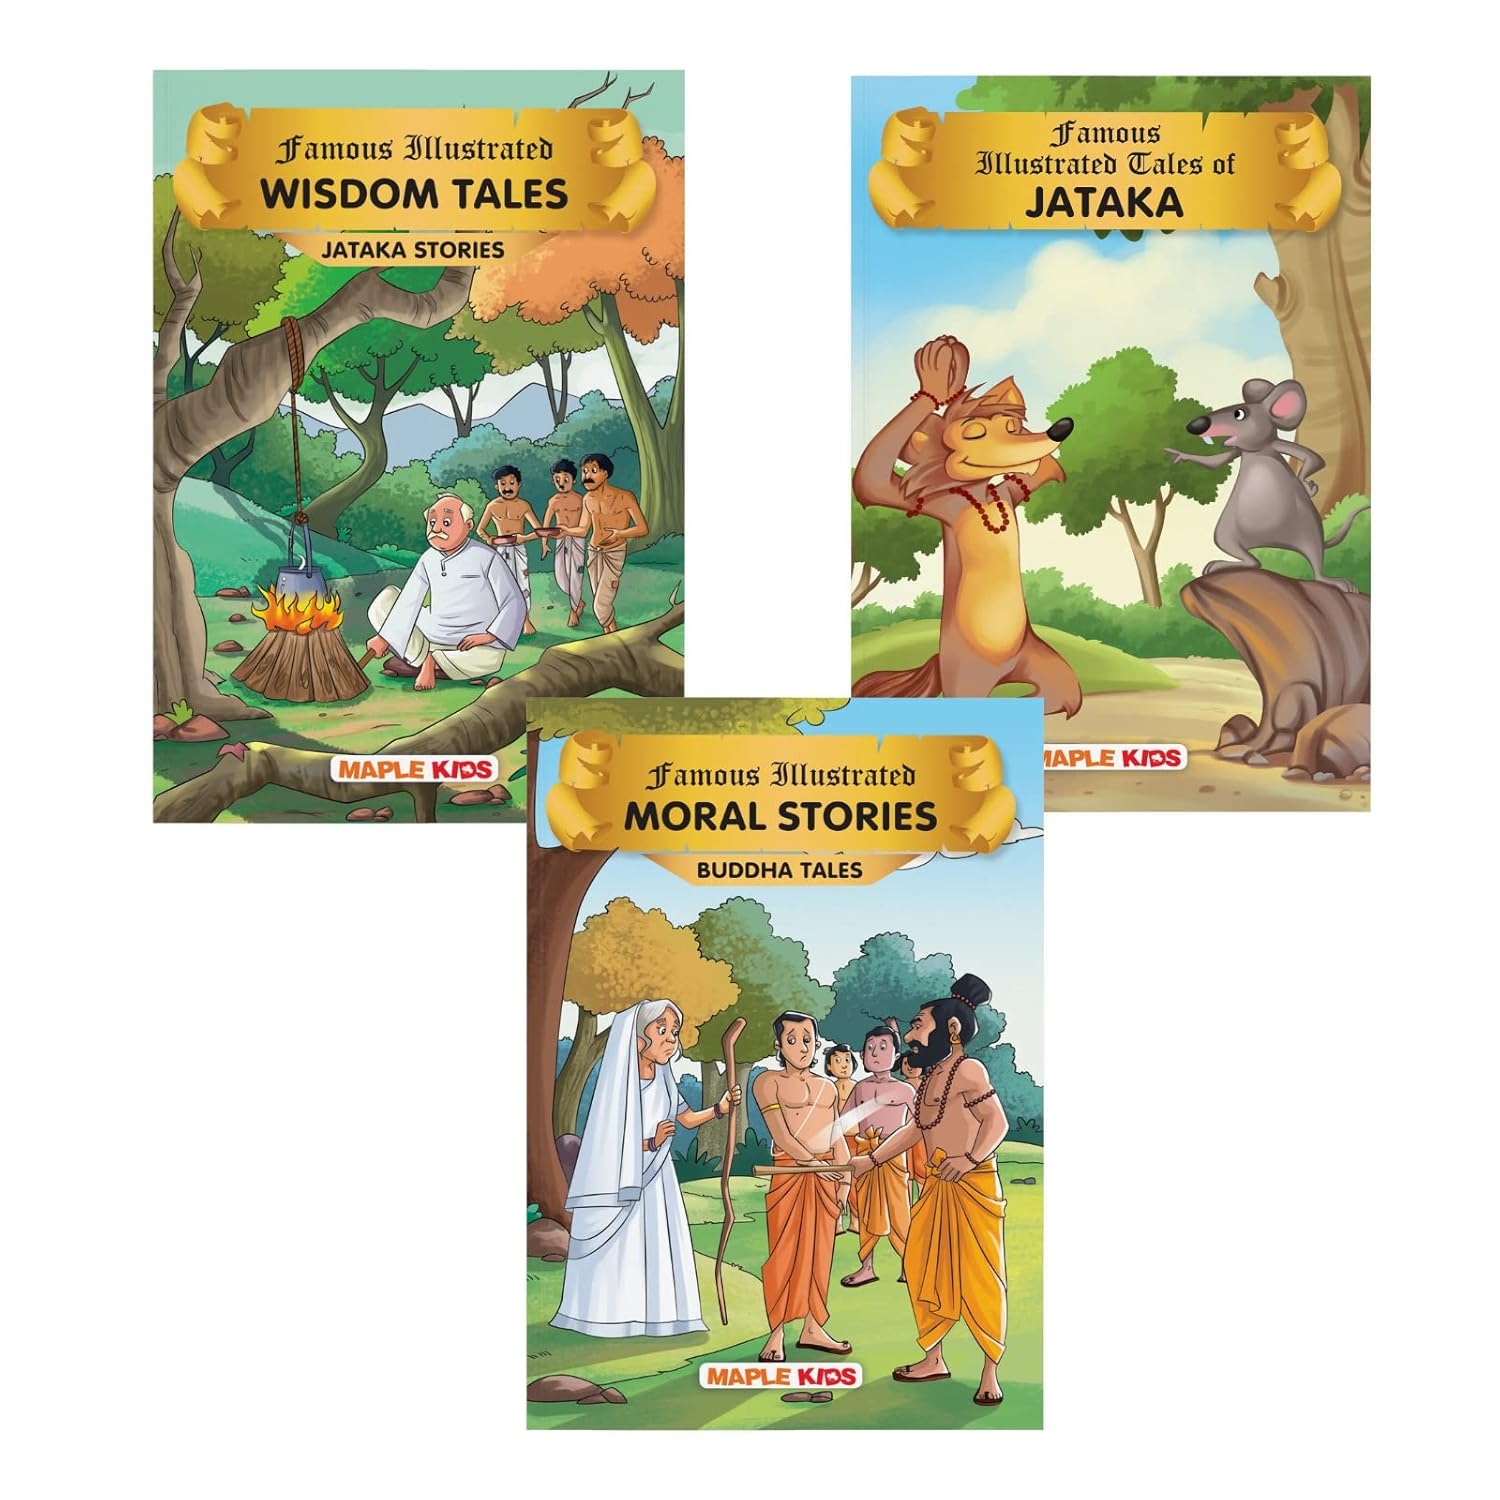 Famous Illustrated
WISDOM TALES
JATAKA STORIES
MAPLE KIDS
Famous
Illustrated Tales of
JATAKA
MAPLE KIDS
Famous Illustrated
MORAL STORIES
BUDDHA TALES
MAPLE KIDS